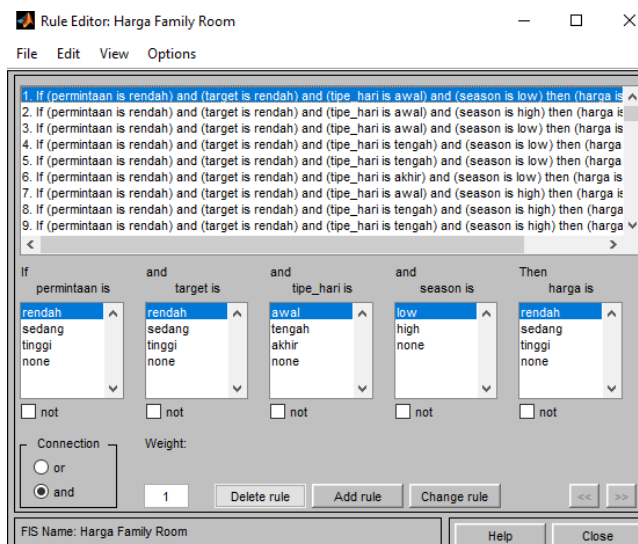 Rule Editor: Harga Family Room
File Edit View Options
1. If (permintaan is rendah) and (target is rendah) and (tipe_hari is awal) and (season is low) then (harga is
2. If (permintaan is rendah) and (target is rendah) and (tipe_hari is awal) and (season is high) then (harga is
3. If (permintaan is rendah) and (target is rendah) and (tipe_hari is awal) and (season is low) then (harga is
4. If (permintaan is rendah) and (target is rendah) and (tipe_hari is tengah) and (season is low) then (harga
5. If (permintaan is rendah) and (target is rendah) and (tipe_hari is tengah) and (season is low) then (harga
6. If (permintaan is rendah) and (target is rendah) and (tipe_hari is akhir) and (season is low) then (harga is
7. If (permintaan is rendah) and (target is rendah) and (tipe_hari is awal) and (season is high) then (harga is
8. If (permintaan is rendah) and (target is rendah) and (tipe_hari is tengah) and (season is high) then (harga
9. If (permintaan is rendah) and (target is rendah) and (tipe_hari is tengah) and (season is high) then (harga
If and and and Then
permintaan is target is tipe_hari is season is harga is
rendah rendah awal low rendah
sedang sedang tengah high sedang
tinggi tinggi akhir none tinggi
none none none none
not not not not not
Connection Weight:
or
and 1 Delete rule Add rule Change rule << >>
FIS Name: Harga Family Room Help Close